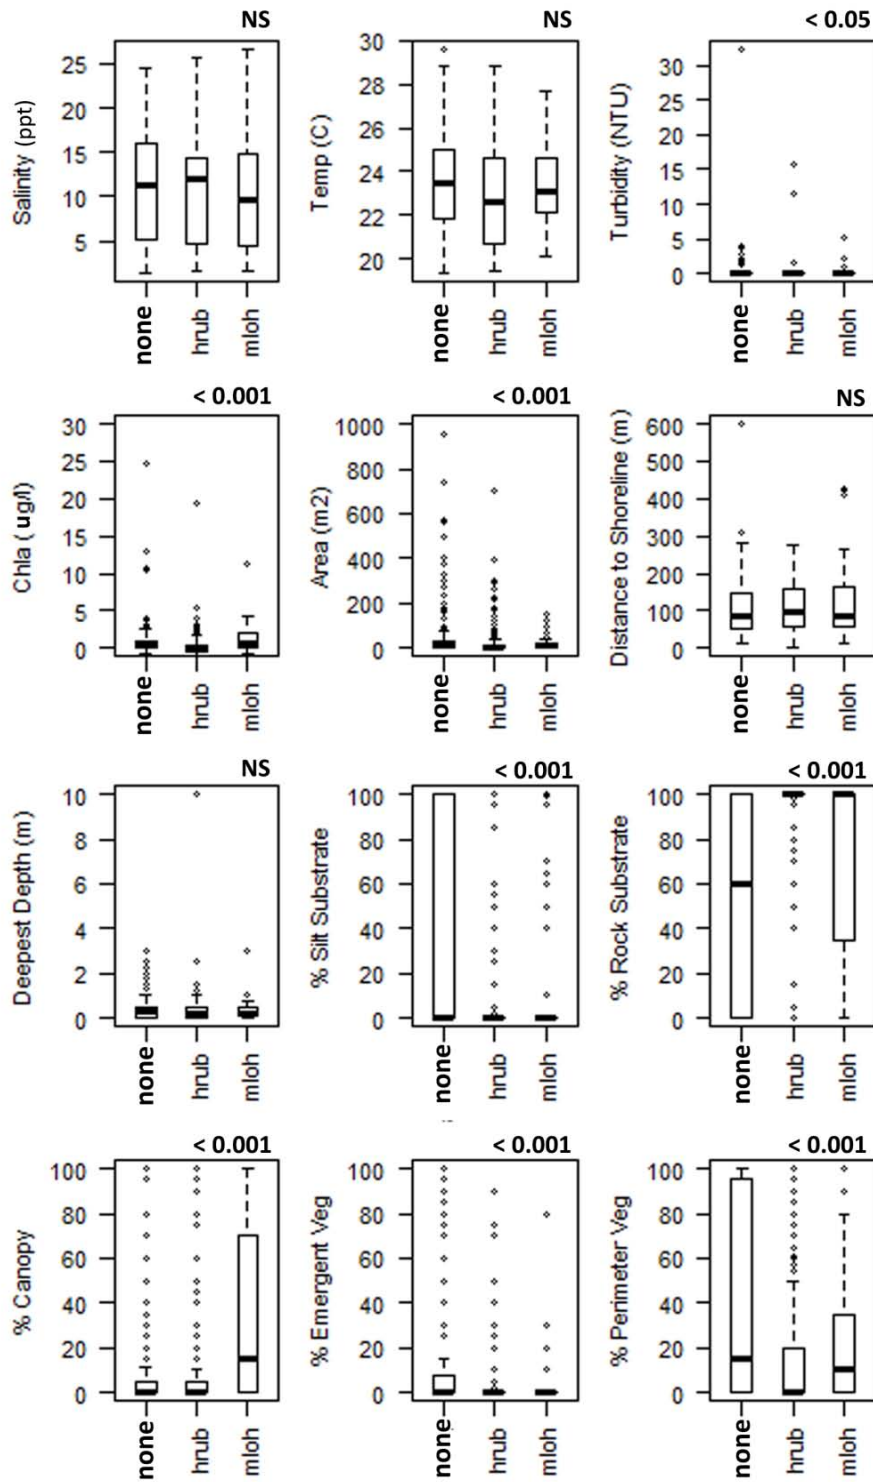 NS NS < 0.05
Salinity (ppt)
25
20
15
10
5
none hrub mloh
Temp (C)
30
28
26
24
22
20
none hrub mloh
Turbidity (NTU)
30
25
20
15
10
5
0
none hrub mloh
< 0.001 < 0.001 NS
Chla ( ug/l)
30
25
20
15
10
5
0
none hrub mloh
Area (m2)
1000
800
600
400
200
0
none hrub mloh
Distance to Shoreline (m)
600
500
400
300
200
100
0
none hrub mloh
NS < 0.001 < 0.001
Deepest Depth (m)
10
8
6
4
2
0
none hrub mloh
% Silt Substrate
100
80
60
40
20
0
none hrub mloh
% Rock Substrate
100
80
60
40
20
0
none hrub mloh
< 0.001 < 0.001 < 0.001
% Canopy
100
80
60
40
20
0
none hrub mloh
% Emergent Veg
100
80
60
40
20
0
none hrub mloh
% Perimeter Veg
100
80
60
40
20
0
none hrub mloh